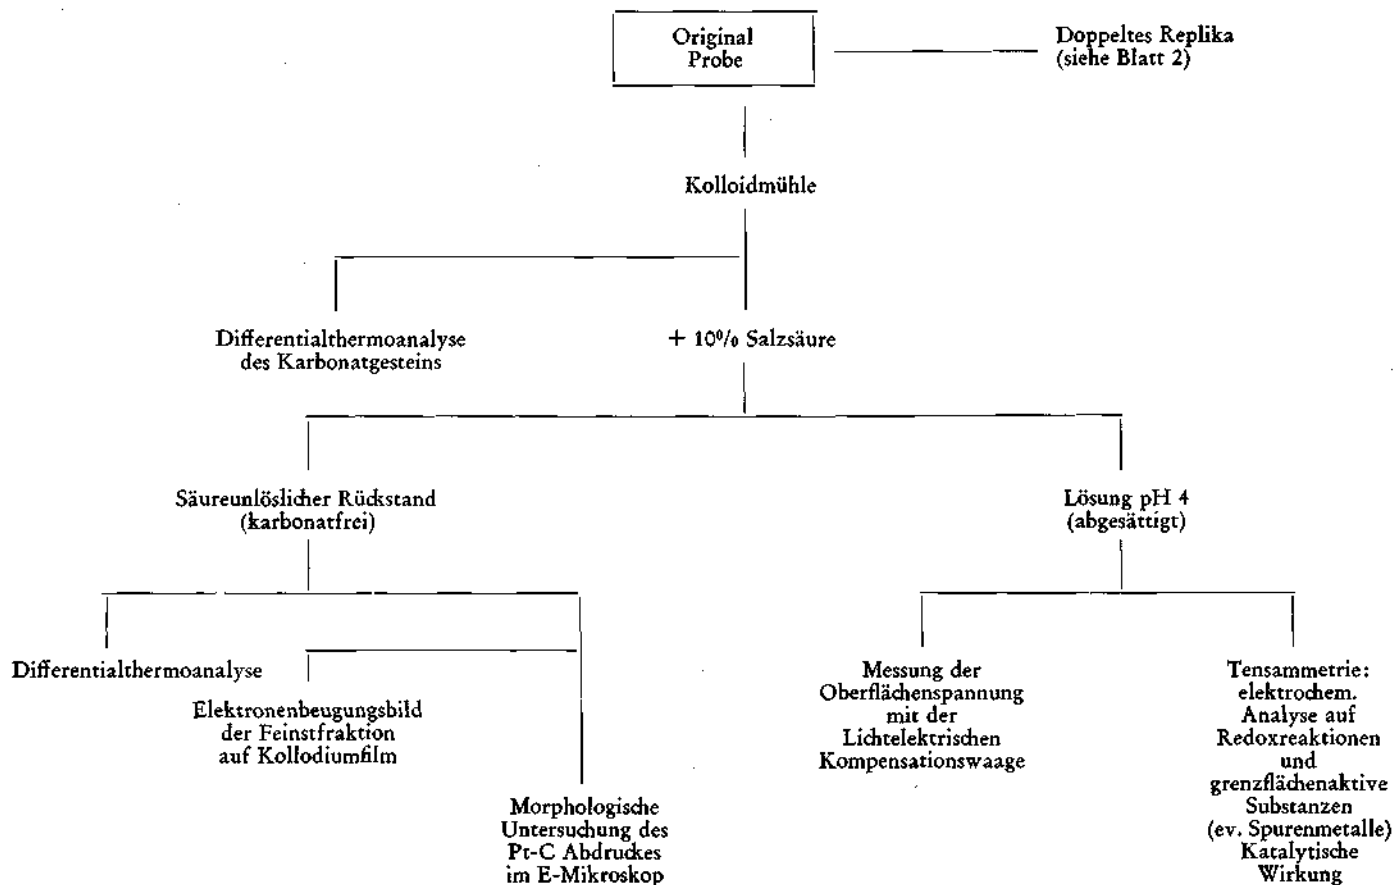 Original
Probe
Doppeltes Replika
(siehe Blatt 2)
Kolloidmühle
Differentialthermoanalyse
des Karbonatgesteins
+ 10% Salzsäure
Säureunlöslicher Rückstand
(karbonatfrei)
Lösung pH 4
(abgesättigt)
Differentialthermoanalyse
Elektronenbeugungsbild
der Feinstfraktion
auf Kollodiumfilm
Morphologische
Untersuchung des
Pt-C Abdruckes
im E-Mikroskop
Messung der
Oberflächenspannung
mit der
Lichtelektrischen
Kompensationswaage
Tensammetrie:
elektrochem.
Analyse auf
Redoxreaktionen
und
grenzflächenaktive
Substanzen
(ev. Spurenmetalle)
Katalytische
Wirkung